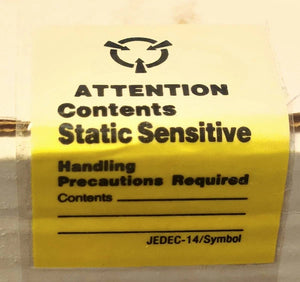 ATTENTION
Contents
Static Sensitive
Handling
Precautions Required
Contents
JEDEC-14/Symbol